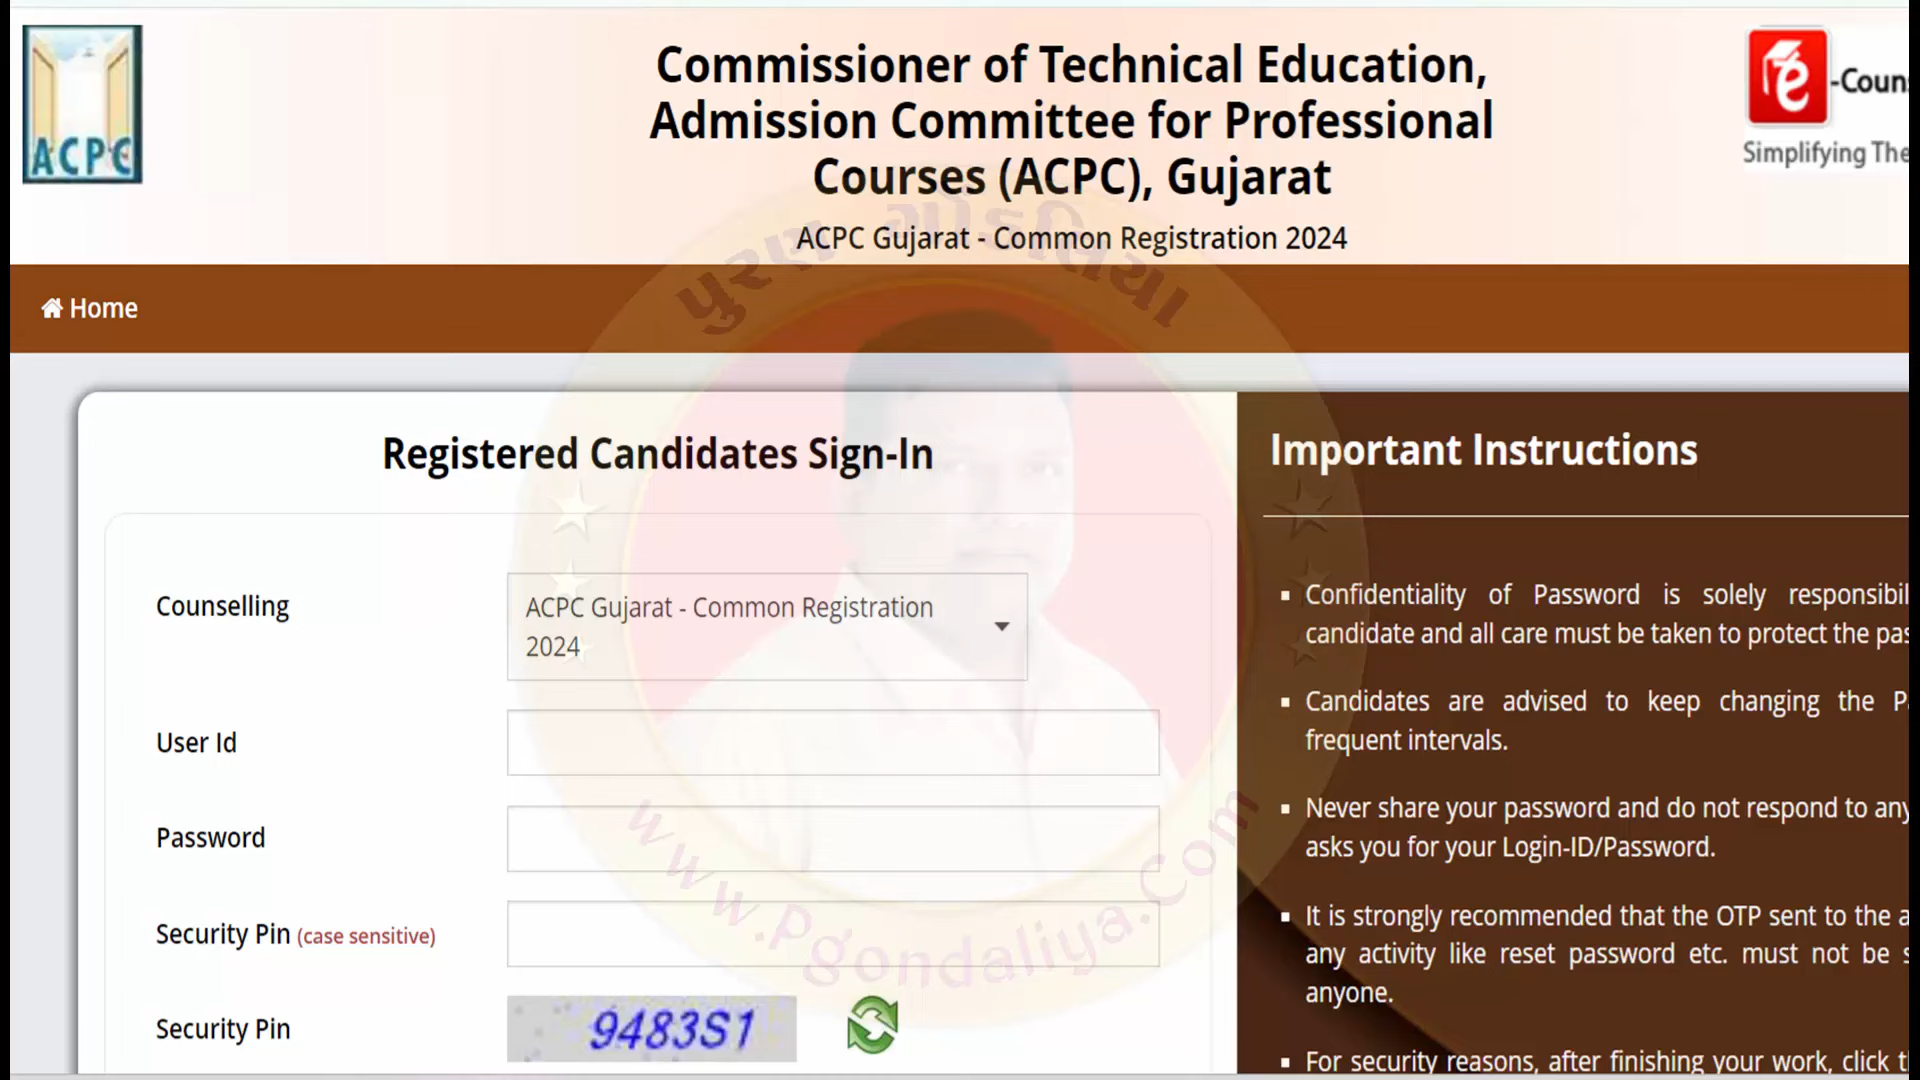 ACPC
Commissioner of Technical Education,
Admission Committee for Professional
Courses (ACPC), Gujarat
ACPC Gujarat - Common Registration 2024
e
-Couns
Simplifying The
Home
પુરણ ગોંડલિયા
Registered Candidates Sign-In
Counselling
ACPC Gujarat - Common Registration
2024
User Id
Password
Security Pin (case sensitive)
Security Pin
9483S1
www.Pgondaliya.Com
Important Instructions
Confidentiality of Password is solely responsibil
candidate and all care must be taken to protect the pas
Candidates are advised to keep changing the P
frequent intervals.
Never share your password and do not respond to any
asks you for your Login-ID/Password.
It is strongly recommended that the OTP sent to the a
any activity like reset password etc. must not be s
anyone.
For security reasons, after finishing your work, click t